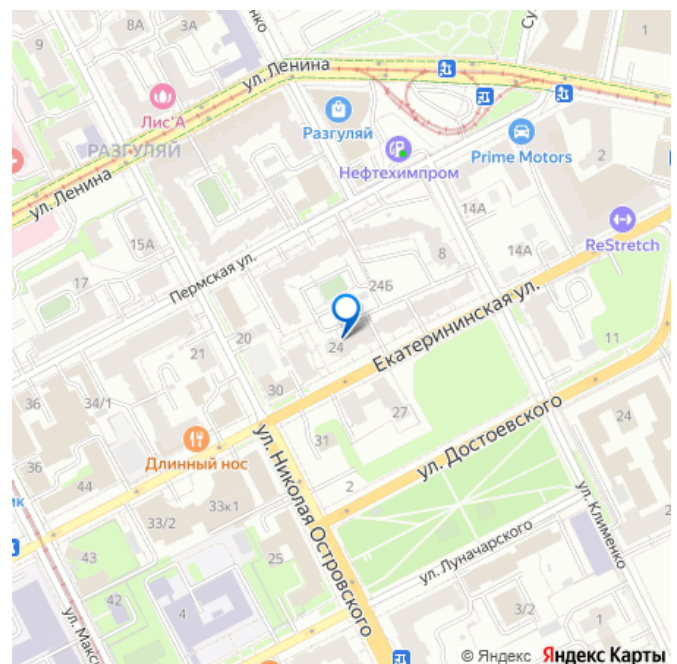 8А
3А
1
9
ул. Ленина
Лис'А
РАЗГУЛЯЙ
Разгуляй
Нефтехимпром
Prime Motors
2
ул. Ленина
14А
ReStretch
15А
14А
8
17
Пермская ул.
24Б
20
24
Екатерининская ул.
11
21
30
36
34/1
27
24
31
Длинный нос
ул. Достоевского
36
44
2
ул. Николая Островского
33/2
33к1
ул. Клименко
43
25
ул. Луначарского
42
4
3/2
1
© Яндекс Яндекс Карты